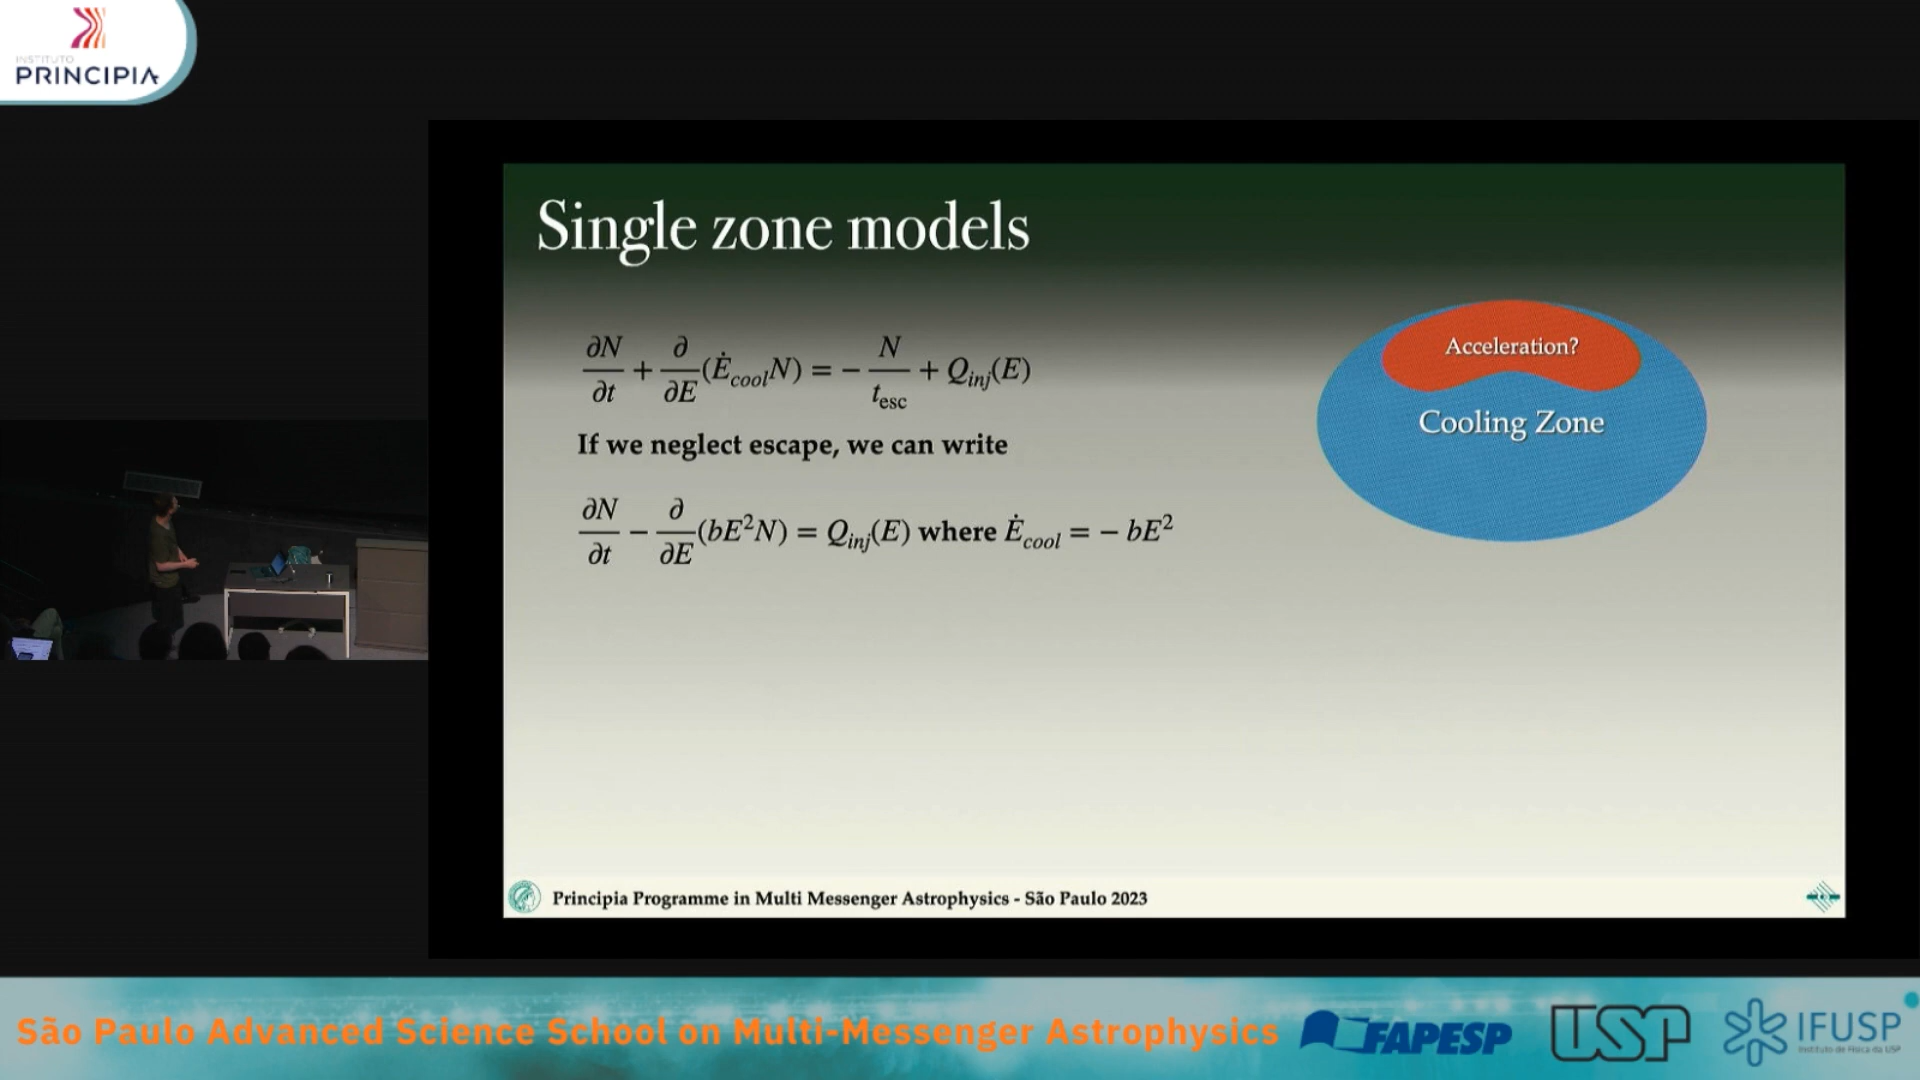 INSTITUTO
PRINCIPIA
Single zone models
∂N/∂t + ∂/∂E (Ė_cool N) = − N/t_esc + Q_inj(E)
If we neglect escape, we can write
∂N/∂t − ∂/∂E (bE²N) = Q_inj(E) where Ė_cool = − bE²
Acceleration?
Cooling Zone
Principia Programme in Multi Messenger Astrophysics - São Paulo 2023
São Paulo Advanced Science School on Multi-Messenger Astrophysics
FAPESP
USP
IFUSP
Instituto de Física da USP